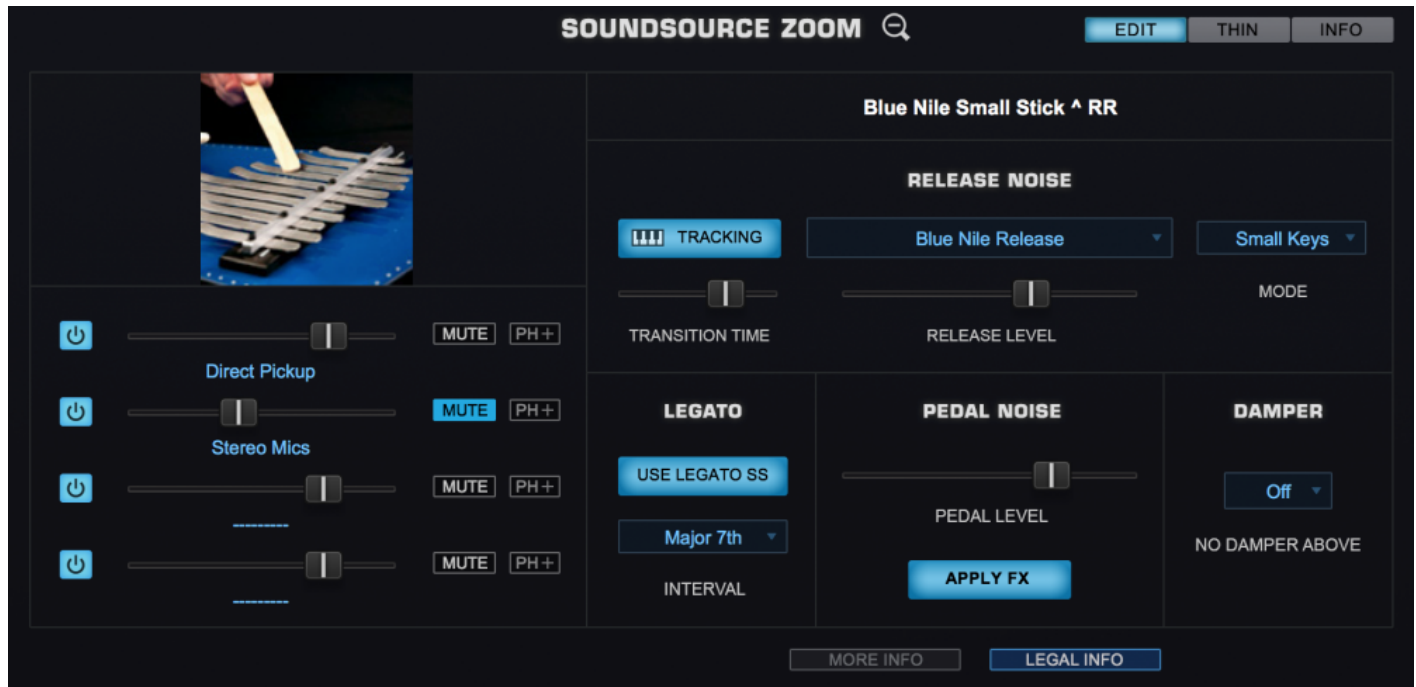 SOUNDSOURCE ZOOM
EDIT THIN INFO
Blue Nile Small Stick ^ RR
RELEASE NOISE
TRACKING
Blue Nile Release
Small Keys
TRANSITION TIME
RELEASE LEVEL
MODE
MUTE PH+
Direct Pickup
MUTE PH+
Stereo Mics
MUTE PH+
---------
MUTE PH+
---------
LEGATO
USE LEGATO SS
Major 7th
INTERVAL
PEDAL NOISE
PEDAL LEVEL
APPLY FX
DAMPER
Off
NO DAMPER ABOVE
MORE INFO
LEGAL INFO